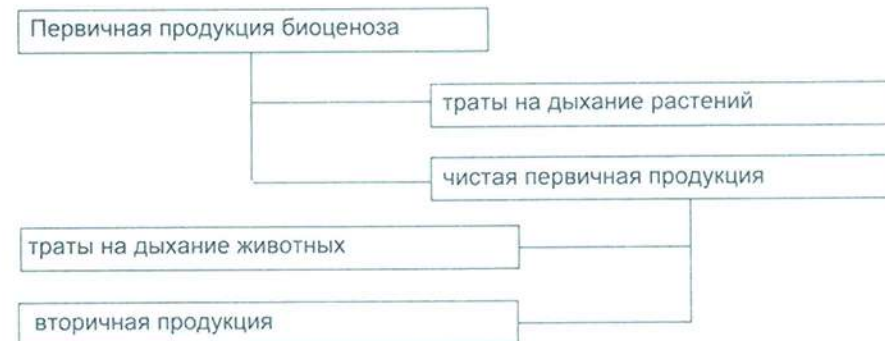 Первичная продукция биоценоза
траты на дыхание растений
чистая первичная продукция
траты на дыхание животных
вторичная продукция